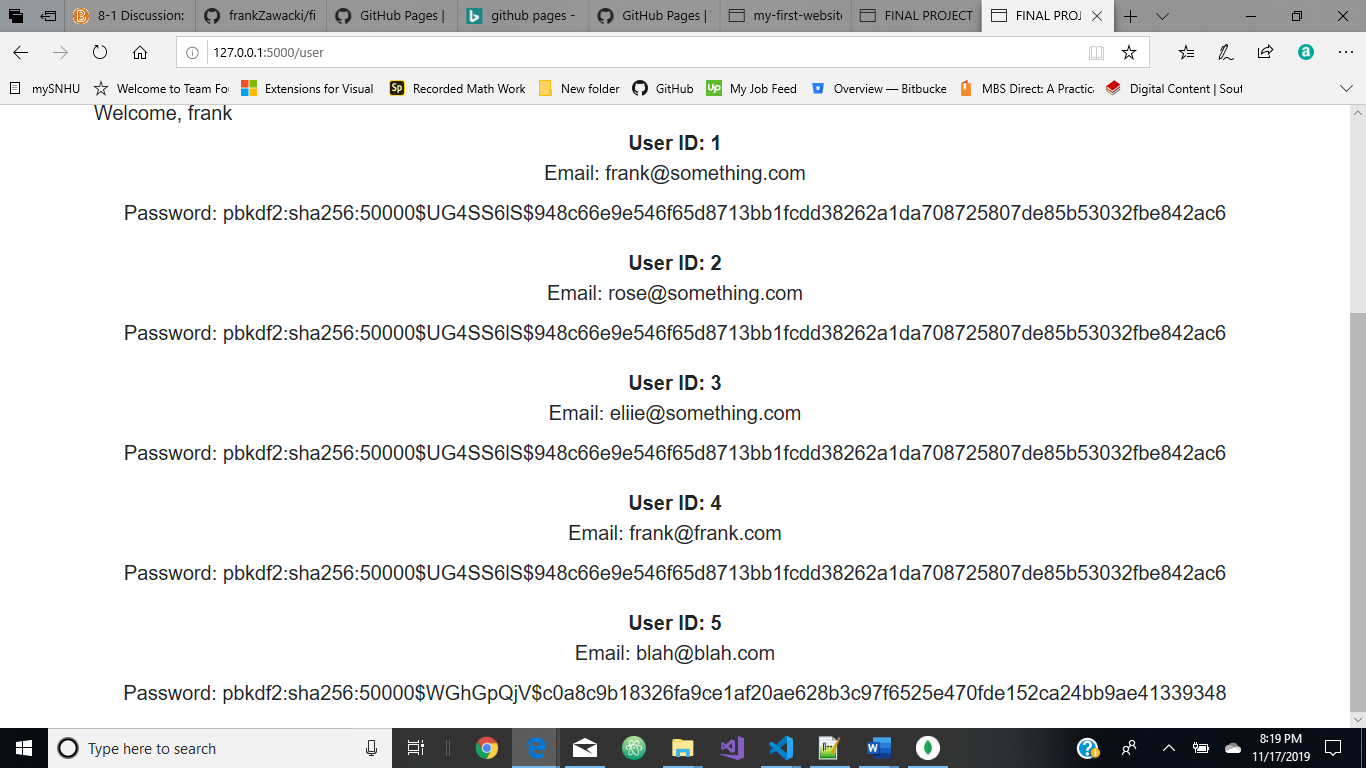 8-1 Discussion:
frankZawacki/fi
GitHub Pages |
github pages -
GitHub Pages |
my-first-website
FINAL PROJECT
FINAL PROJ
127.0.0.1:5000/user
mySNHU
Welcome to Team Fo
Extensions for Visual
Recorded Math Work
New folder
GitHub
My Job Feed
Overview — Bitbucke
MBS Direct: A Practica
Digital Content | Sout
Welcome, frank
User ID: 1
Email: frank@something.com
Password: pbkdf2:sha256:50000$UG4SS6lS$948c66e9e546f65d8713bb1fcdd38262a1da708725807de85b53032fbe842ac6
User ID: 2
Email: rose@something.com
Password: pbkdf2:sha256:50000$UG4SS6lS$948c66e9e546f65d8713bb1fcdd38262a1da708725807de85b53032fbe842ac6
User ID: 3
Email: eliie@something.com
Password: pbkdf2:sha256:50000$UG4SS6lS$948c66e9e546f65d8713bb1fcdd38262a1da708725807de85b53032fbe842ac6
User ID: 4
Email: frank@frank.com
Password: pbkdf2:sha256:50000$UG4SS6lS$948c66e9e546f65d8713bb1fcdd38262a1da708725807de85b53032fbe842ac6
User ID: 5
Email: blah@blah.com
Password: pbkdf2:sha256:50000$WGhGpQjV$c0a8c9b18326fa9ce1af20ae628b3c97f6525e470fde152ca24bb9ae41339348
Type here to search
8:19 PM
11/17/2019